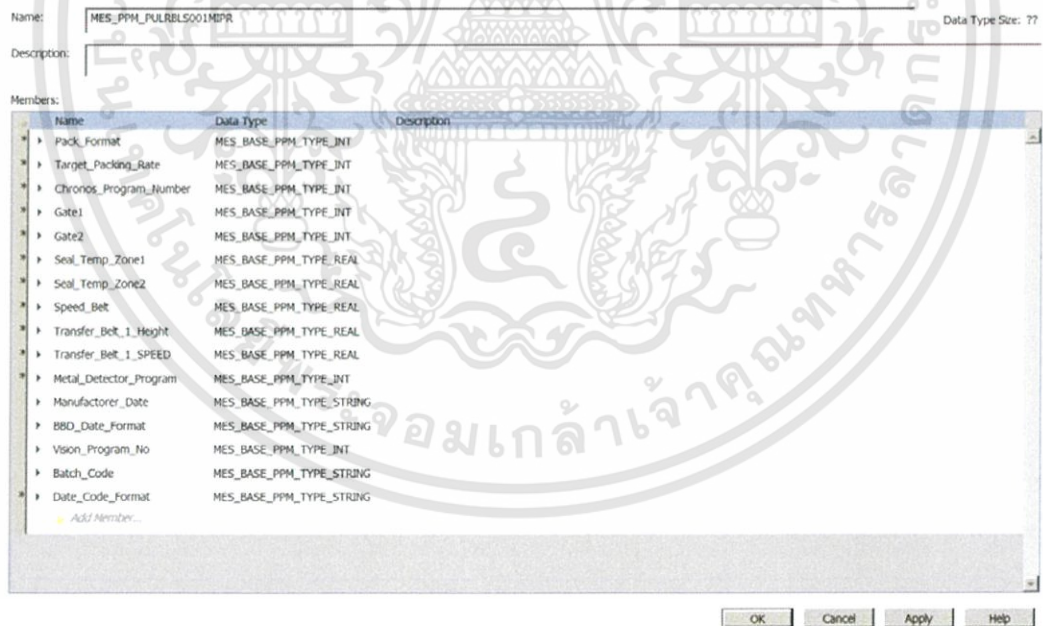 Name: MES_PPM_PULRBLS001MIPR Data Type Size: ??
Description:
Members:
Name Data Type Description
Pack_Format MES_BASE_PPM_TYPE_INT
Target_Packing_Rate MES_BASE_PPM_TYPE_INT
Chronos_Program_Number MES_BASE_PPM_TYPE_INT
Gate1 MES_BASE_PPM_TYPE_INT
Gate2 MES_BASE_PPM_TYPE_INT
Seal_Temp_Zone1 MES_BASE_PPM_TYPE_REAL
Seal_Temp_Zone2 MES_BASE_PPM_TYPE_REAL
Speed_Belt MES_BASE_PPM_TYPE_REAL
Transfer_Belt_1_Height MES_BASE_PPM_TYPE_REAL
Transfer_Belt_1_SPEED MES_BASE_PPM_TYPE_REAL
Metal_Detector_Program MES_BASE_PPM_TYPE_INT
Manufactorer_Date MES_BASE_PPM_TYPE_STRING
BBD_Date_Format MES_BASE_PPM_TYPE_STRING
Vision_Program_No MES_BASE_PPM_TYPE_INT
Batch_Code MES_BASE_PPM_TYPE_STRING
Date_Code_Format MES_BASE_PPM_TYPE_STRING
Add Member...
OK Cancel Apply Help